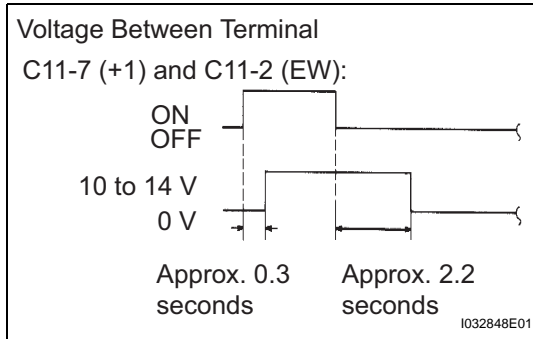 Voltage Between Terminal
C11-7 (+1) and C11-2 (EW):
ON
OFF
10 to 14 V
0 V
Approx. 0.3 seconds
Approx. 2.2 seconds
I032848E01